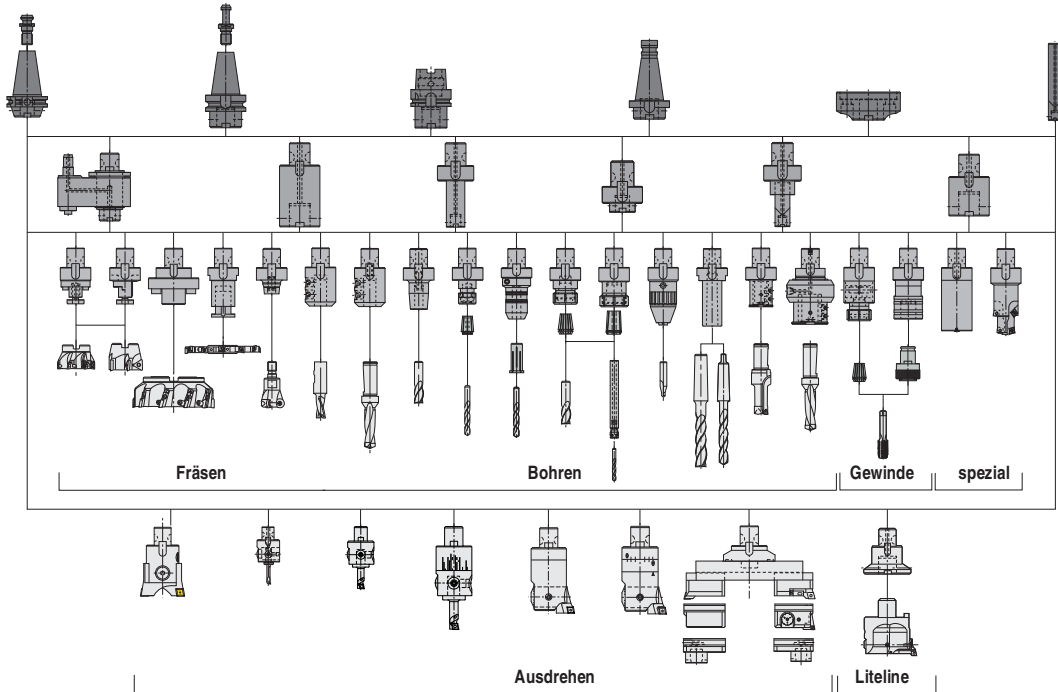 Fräsen
Bohren
Gewinde
spezial
Ausdrehen
Liteline